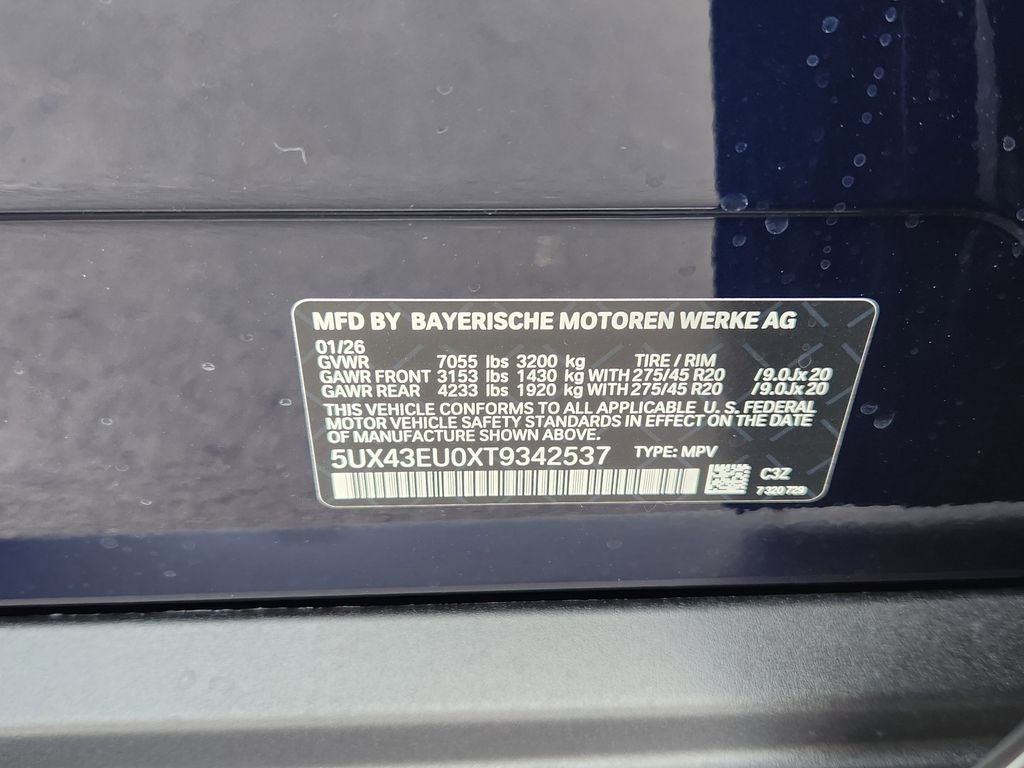 MFD BY BAYERISCHE MOTOREN WERKE AG
01/26
GVWR 7055 lbs 3200 kg TIRE / RIM
GAWR FRONT 3153 lbs 1430 kg WITH 275/45 R20 /9.0Jx20
GAWR REAR 4233 lbs 1920 kg WITH 275/45 R20 /9.0Jx20
THIS VEHICLE CONFORMS TO ALL APPLICABLE U.S. FEDERAL
MOTOR VEHICLE SAFETY STANDARDS IN EFFECT ON THE DATE
OF MANUFACTURE SHOWN ABOVE.
5UX43EU0XT9342537 TYPE: MPV
C3Z
7 320 729